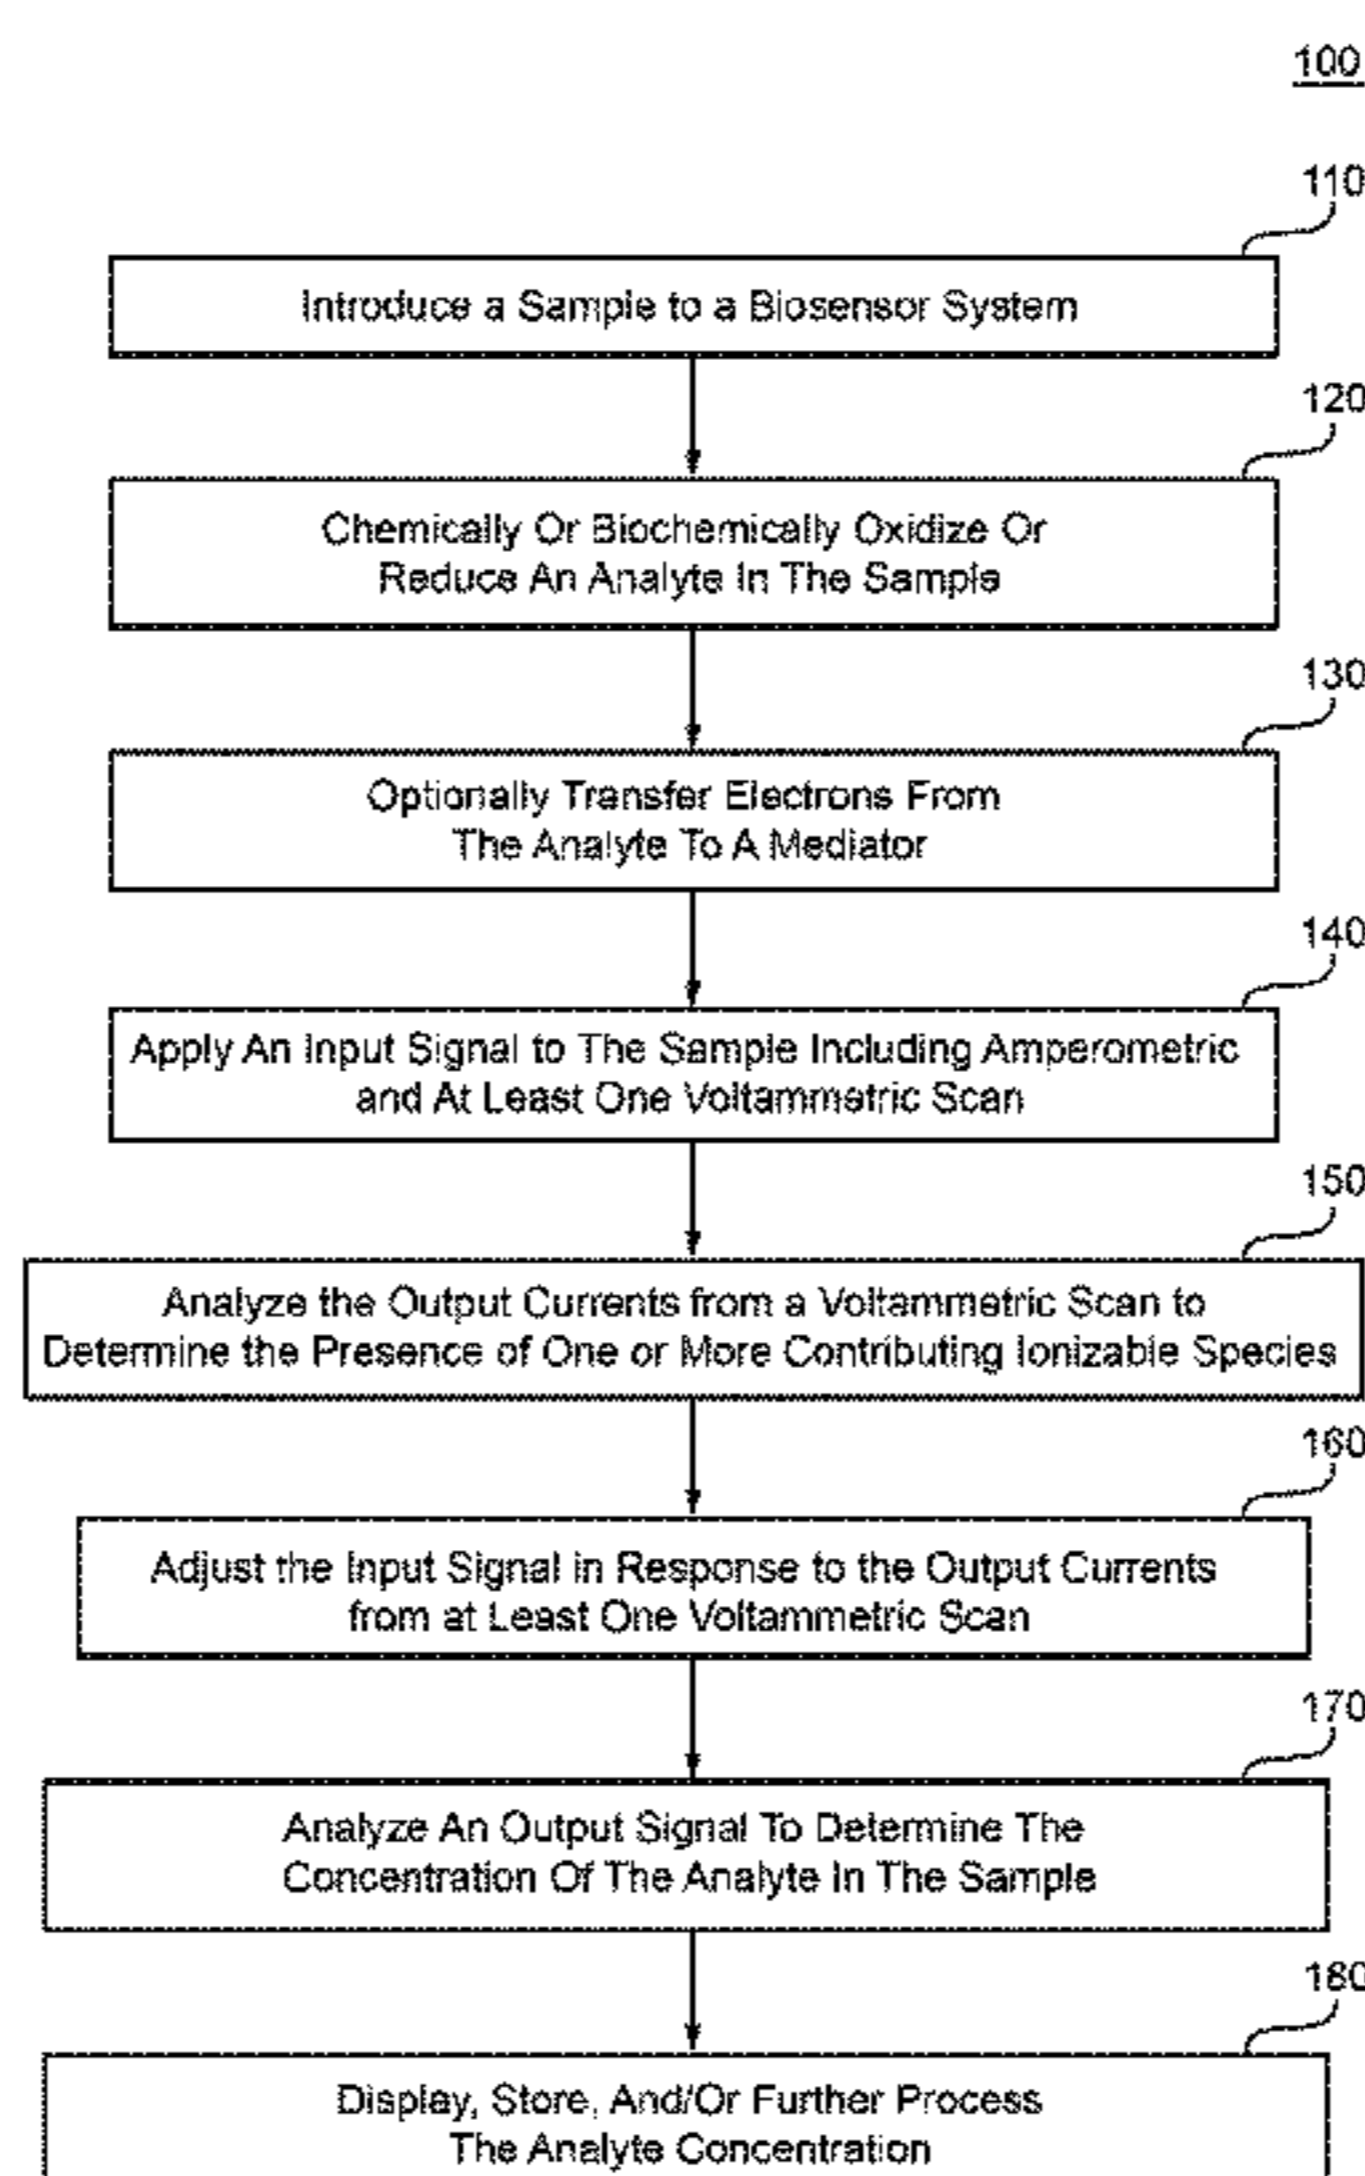 100
110
Introduce a Sample to a Biosensor System
120
Chemically Or Biochemically Oxidize Or
Reduce An Analyte In The Sample
130
Optionally Transfer Electrons From
The Analyte To A Mediator
140
Apply An Input Signal to The Sample Including Amperometric
and At Least One Voltammetric Scan
150
Analyze the Output Currents from a Voltammetric Scan to
Determine the Presence of One or More Contributing Ionizable Species
160
Adjust the Input Signal in Response to the Output Currents
from at Least One Voltammetric Scan
170
Analyze An Output Signal To Determine The
Concentration Of The Analyte In The Sample
180
Display, Store, And/Or Further Process
The Analyte Concentration